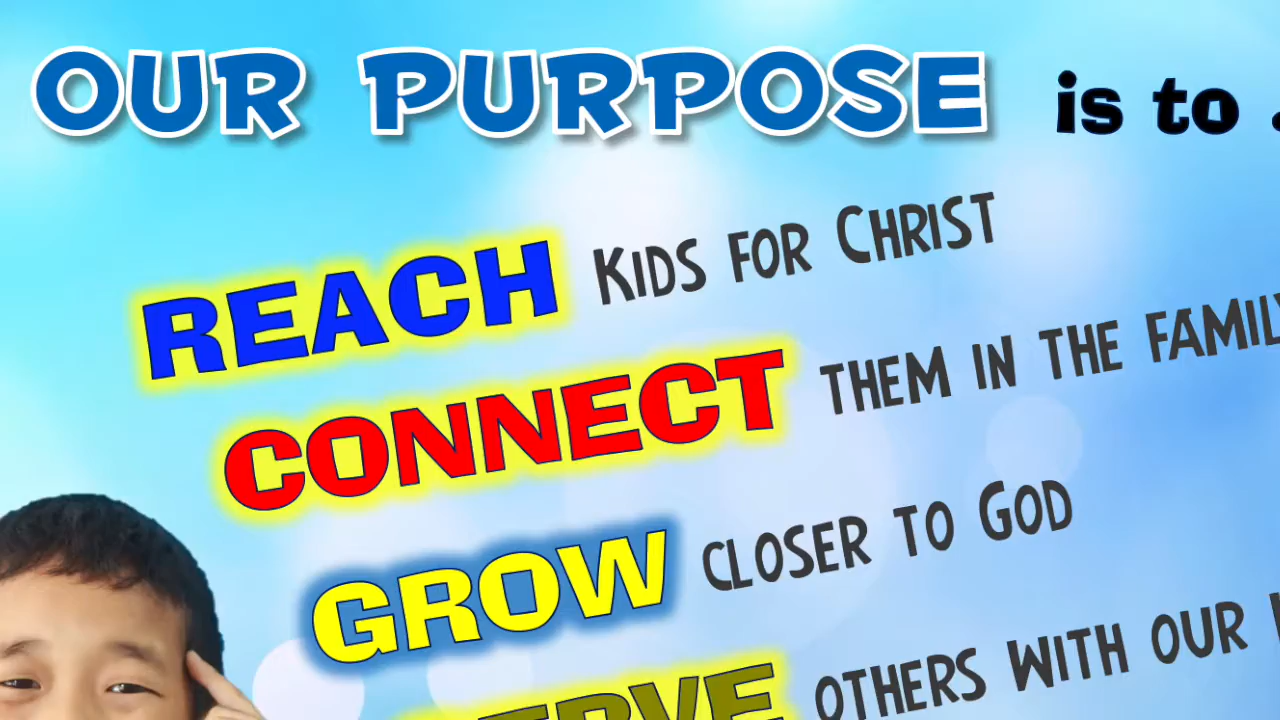 OUR PURPOSE is to .
REACH KIDS FOR CHRIST
CONNECT THEM IN THE FAMILY
GROW CLOSER TO GOD
OTHERS WITH OUR